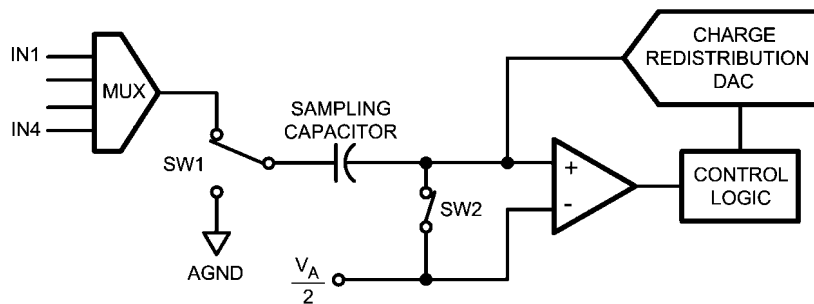 IN1
MUX
IN4
SW1
AGND
SAMPLING
CAPACITOR
SW2
V_A
2
+
-
CHARGE
REDISTRIBUTION
DAC
CONTROL
LOGIC